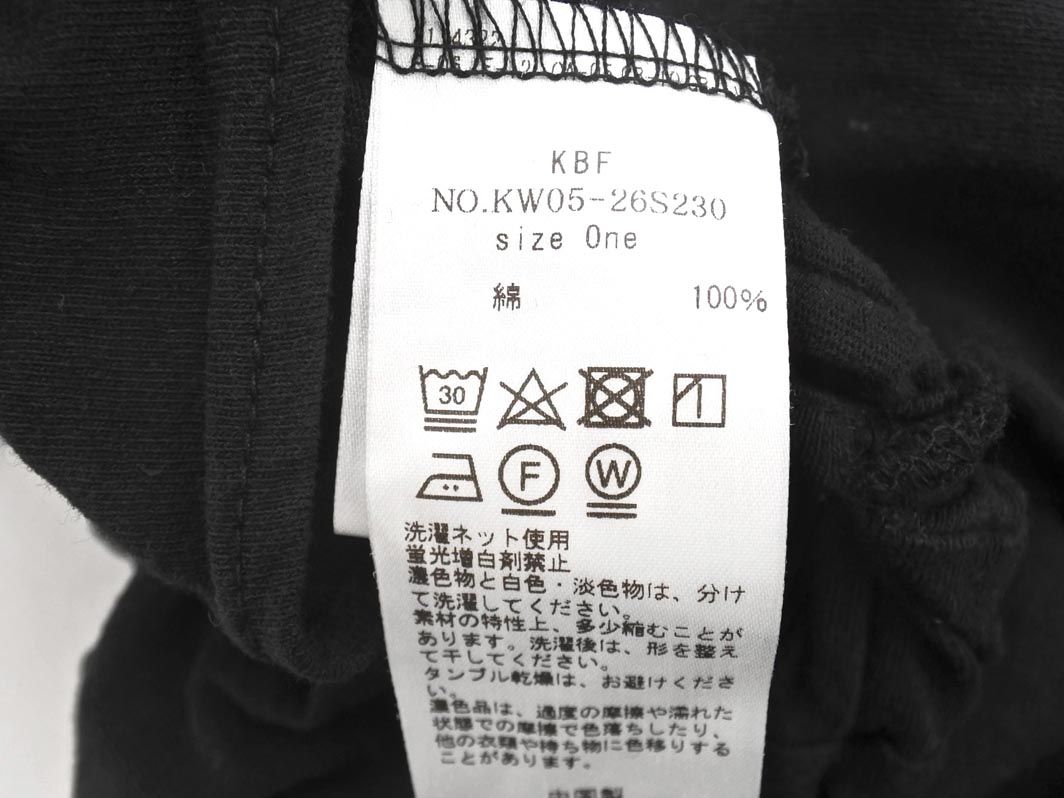 KBF
NO.KW05-26S230
size One
綿 100%
30
F W
洗濯ネット使用
蛍光増白剤禁止
濃色物と白色・淡色物は、分け
て洗濯してください。
素材の特性上、多少縮むことが
あります。洗濯後は、形を整え
て干してください。
タンブル乾燥は、お避けくださ
い。
濃色品は、過度の摩擦や濡れた
状態での摩擦で色落ちしたり、
他の衣類や持ち物に色移りする
ことがあります。
中国製